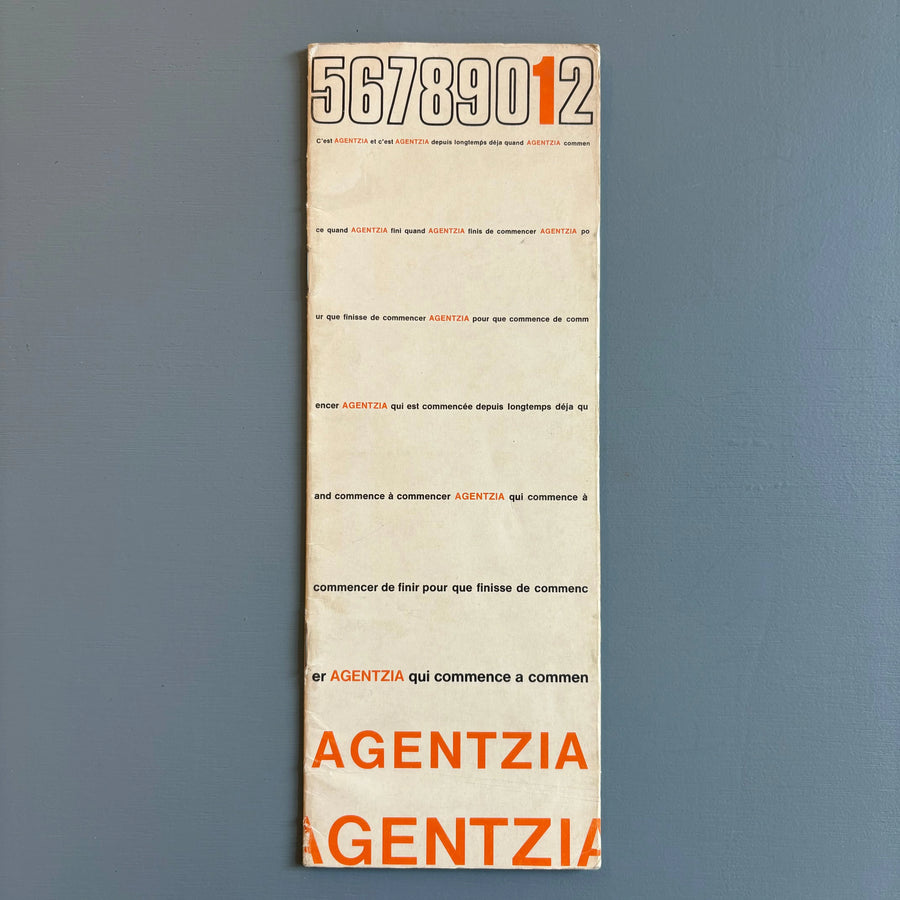 56789012
C'est AGENTZIA et c'est AGENTZIA depuis longtemps déja quand AGENTZIA commen
ce quand AGENTZIA fini quand AGENTZIA finis de commencer AGENTZIA po
ur que finisse de commencer AGENTZIA pour que commence de comm
encer AGENTZIA qui est commencée depuis longtemps déja qu
and commence à commencer AGENTZIA qui commence à
commencer de finir pour que finisse de commenc
er AGENTZIA qui commence a commen
AGENTZIA
AGENTZIA